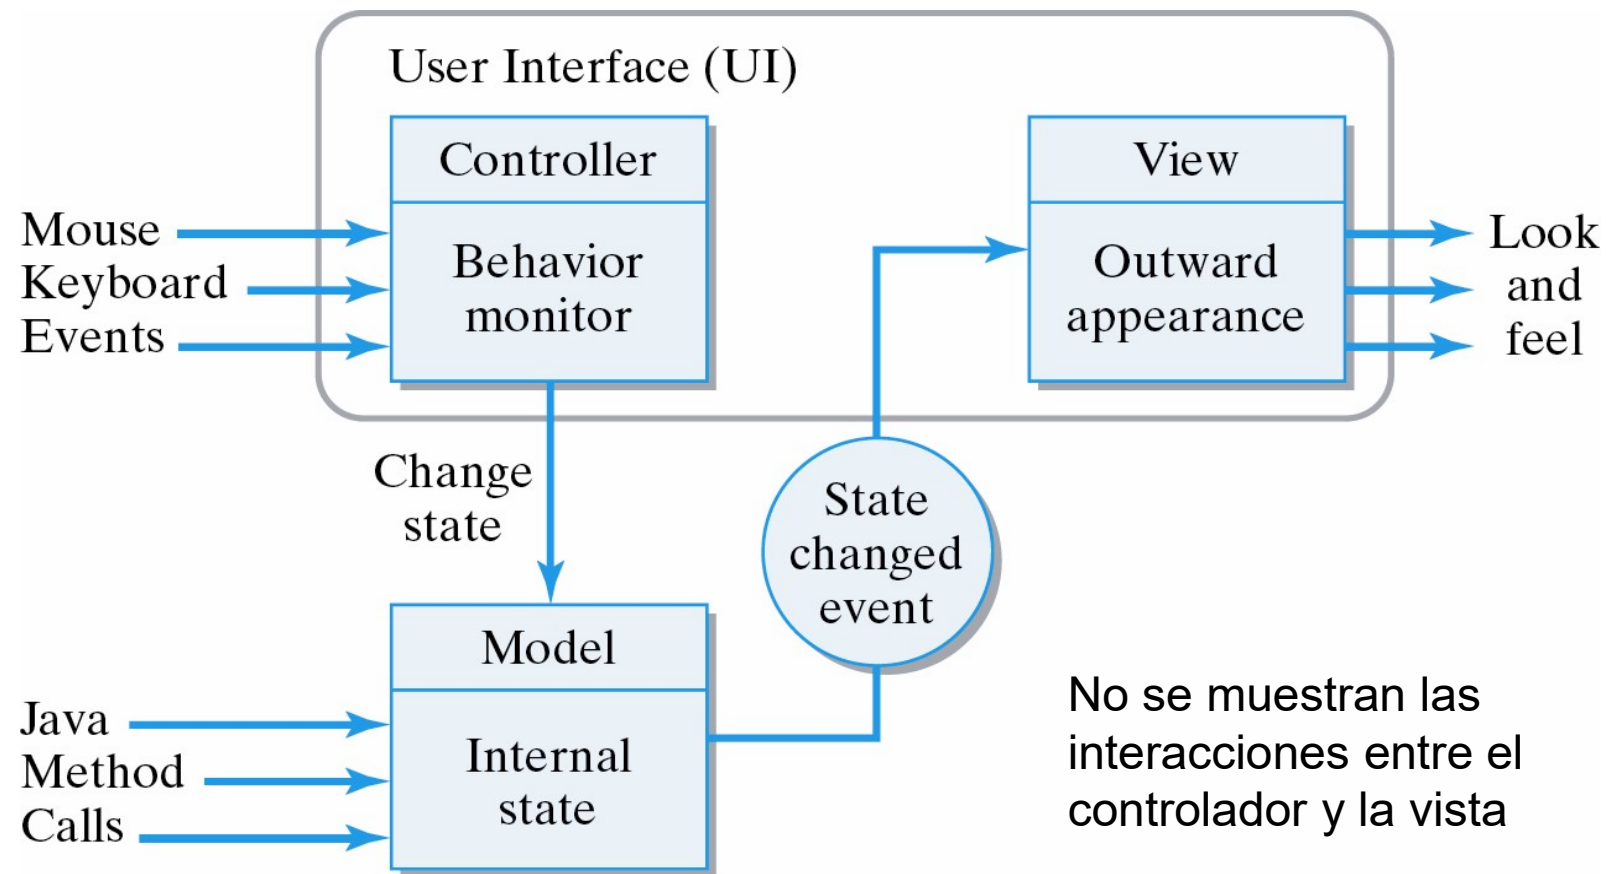 User Interface (UI)
Controller
Behavior
monitor
View
Outward
appearance
Mouse
Keyboard
Events
Look
and
feel
Change
state
State
changed
event
Model
Internal
state
Java
Method
Calls
No se muestran las
interacciones entre el
controlador y la vista